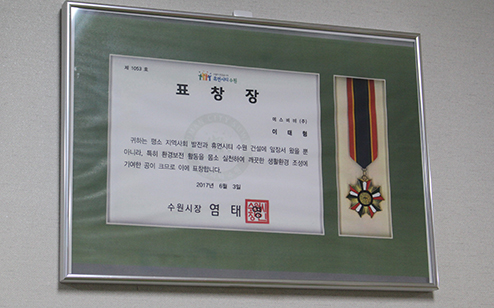 제 1053 호
휴먼시티 수원
표 창 장
이 태 형
귀하는 평소 지역사회 발전과 휴먼시티 수원 건설에 앞장서 왔을 뿐
아니라, 특히 환경보전 활동을 몸소 실천하여 깨끗한 생활환경 조성에
기여한 공이 크므로 이에 표창합니다.
2017년 6월 3일
수원시장 염 태 영